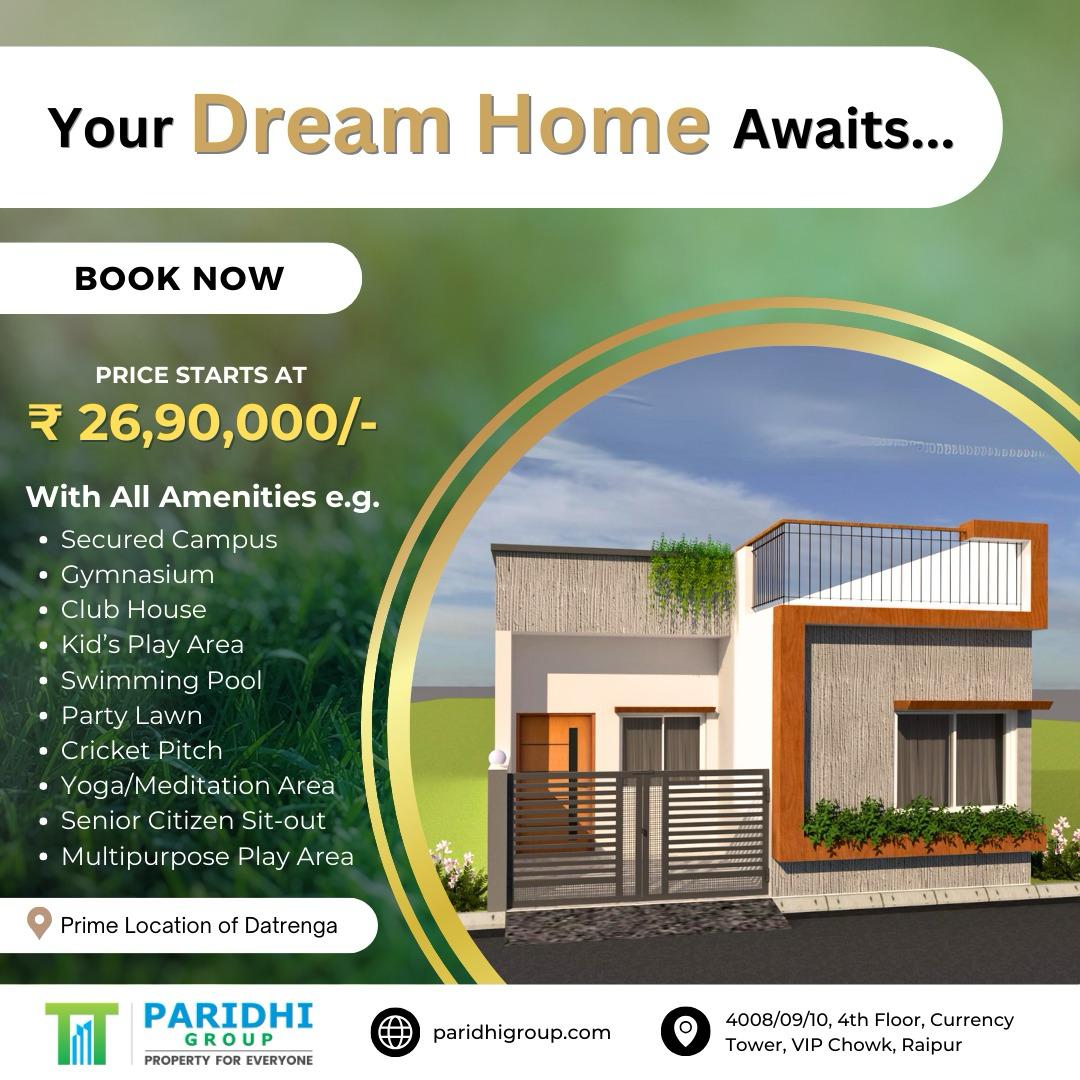 Your Dream Home Awaits...
BOOK NOW
PRICE STARTS AT
₹ 26,90,000/-
With All Amenities e.g.
• Secured Campus
• Gymnasium
• Club House
• Kid’s Play Area
• Swimming Pool
• Party Lawn
• Cricket Pitch
• Yoga/Meditation Area
• Senior Citizen Sit-out
• Multipurpose Play Area
Prime Location of Datrenga
PARIDHI
GROUP
PROPERTY FOR EVERYONE
paridhigroup.com
4008/09/10, 4th Floor, Currency
Tower, VIP Chowk, Raipur